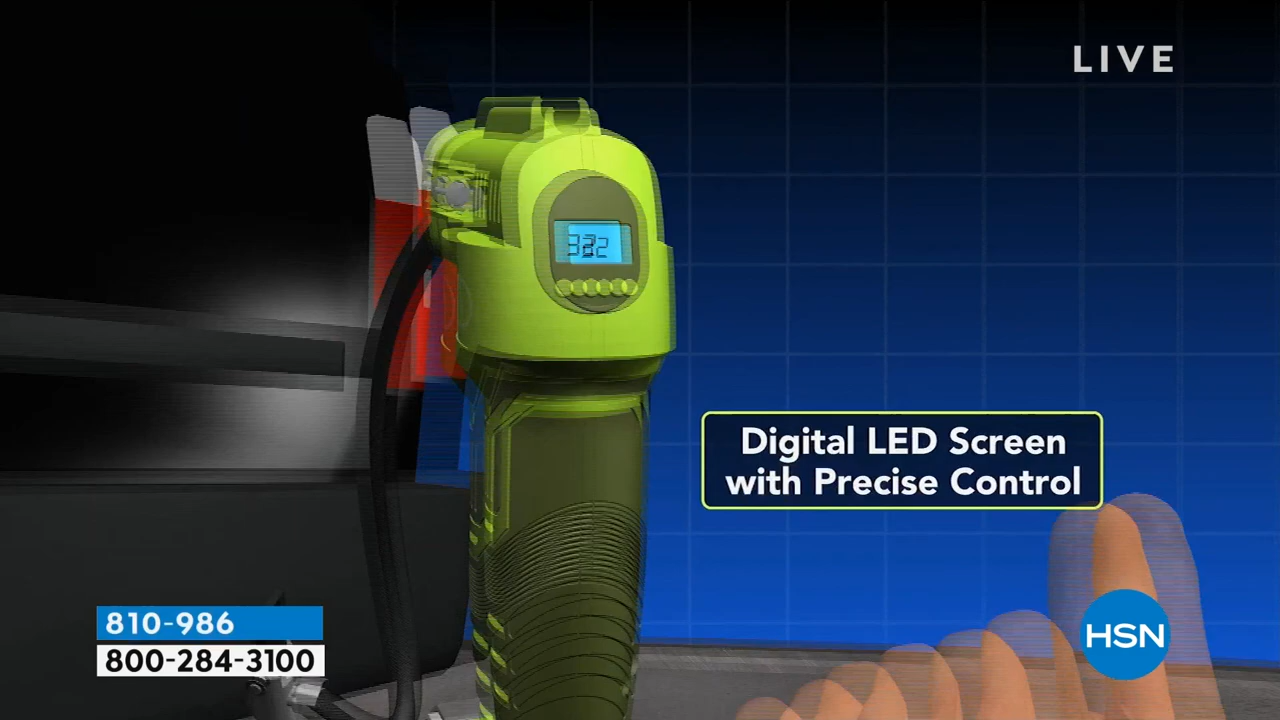 LIVE
Digital LED Screen
with Precise Control
810-986
800-284-3100
HSN